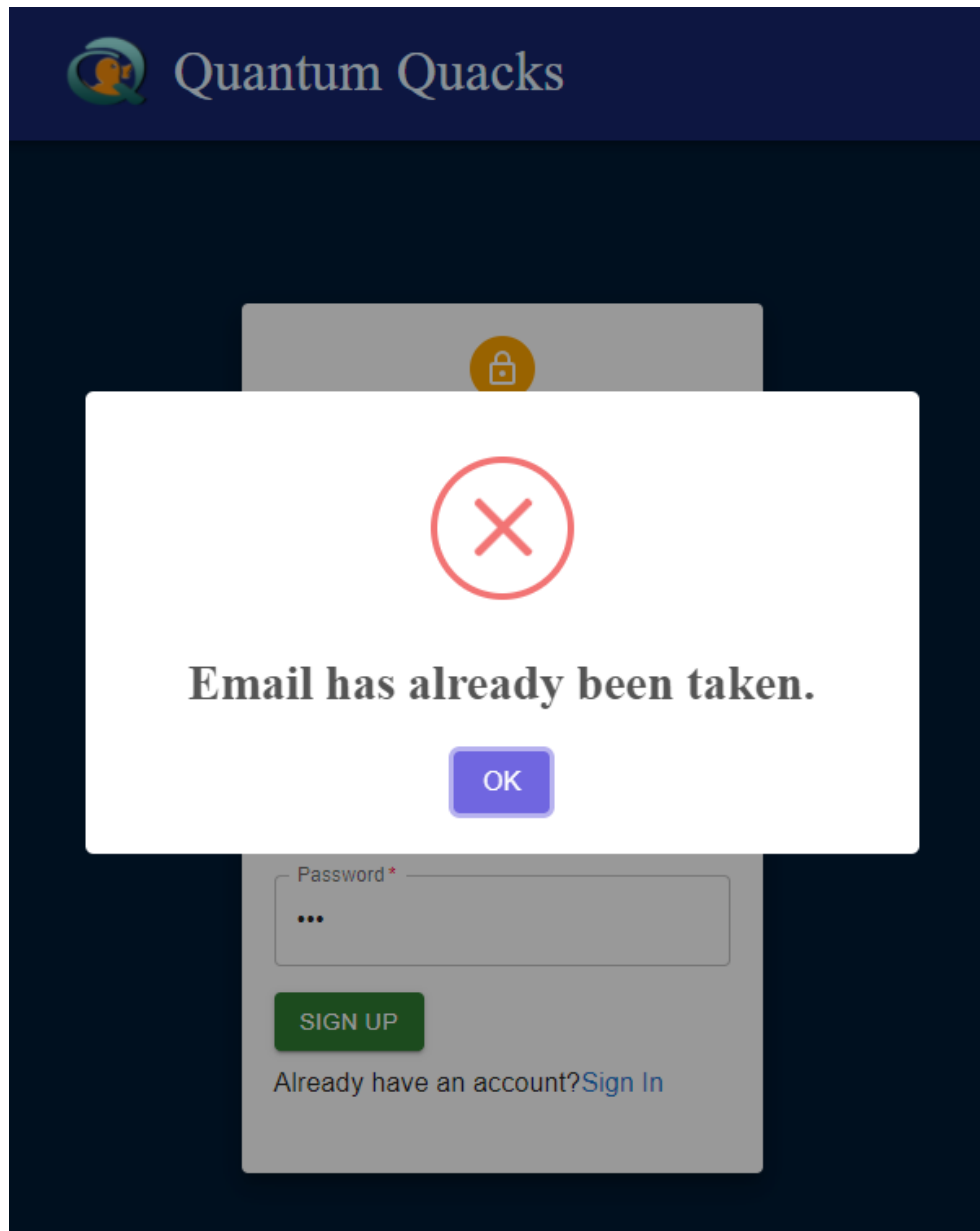 Quantum Quacks
Email has already been taken.
OK
Password *
•••
SIGN UP
Already have an account?Sign In